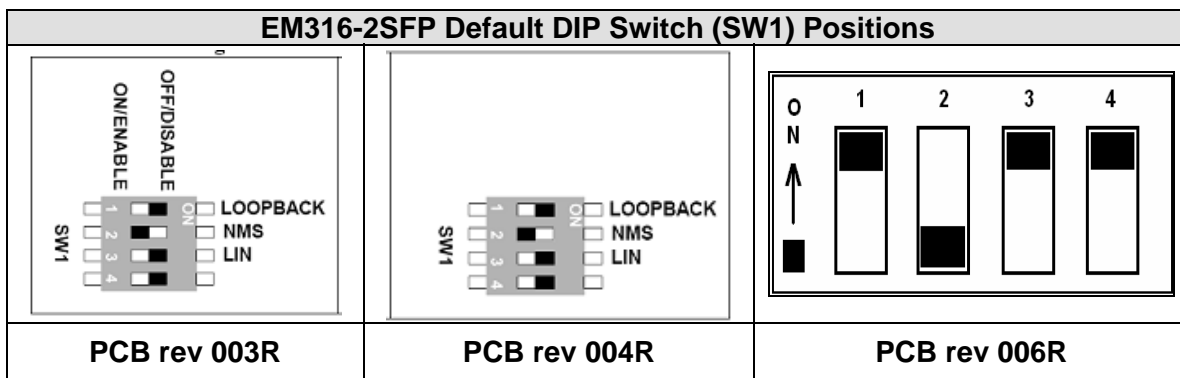 EM316-2SFP Default DIP Switch (SW1) Positions
ON/ENABLE
OFF/DISABLE
SW1
1
2
3
4
ON
LOOPBACK
NMS
LIN
PCB rev 003R
SW1
1
2
3
4
ON
LOOPBACK
NMS
LIN
PCB rev 004R
ON
1 2 3 4
PCB rev 006R